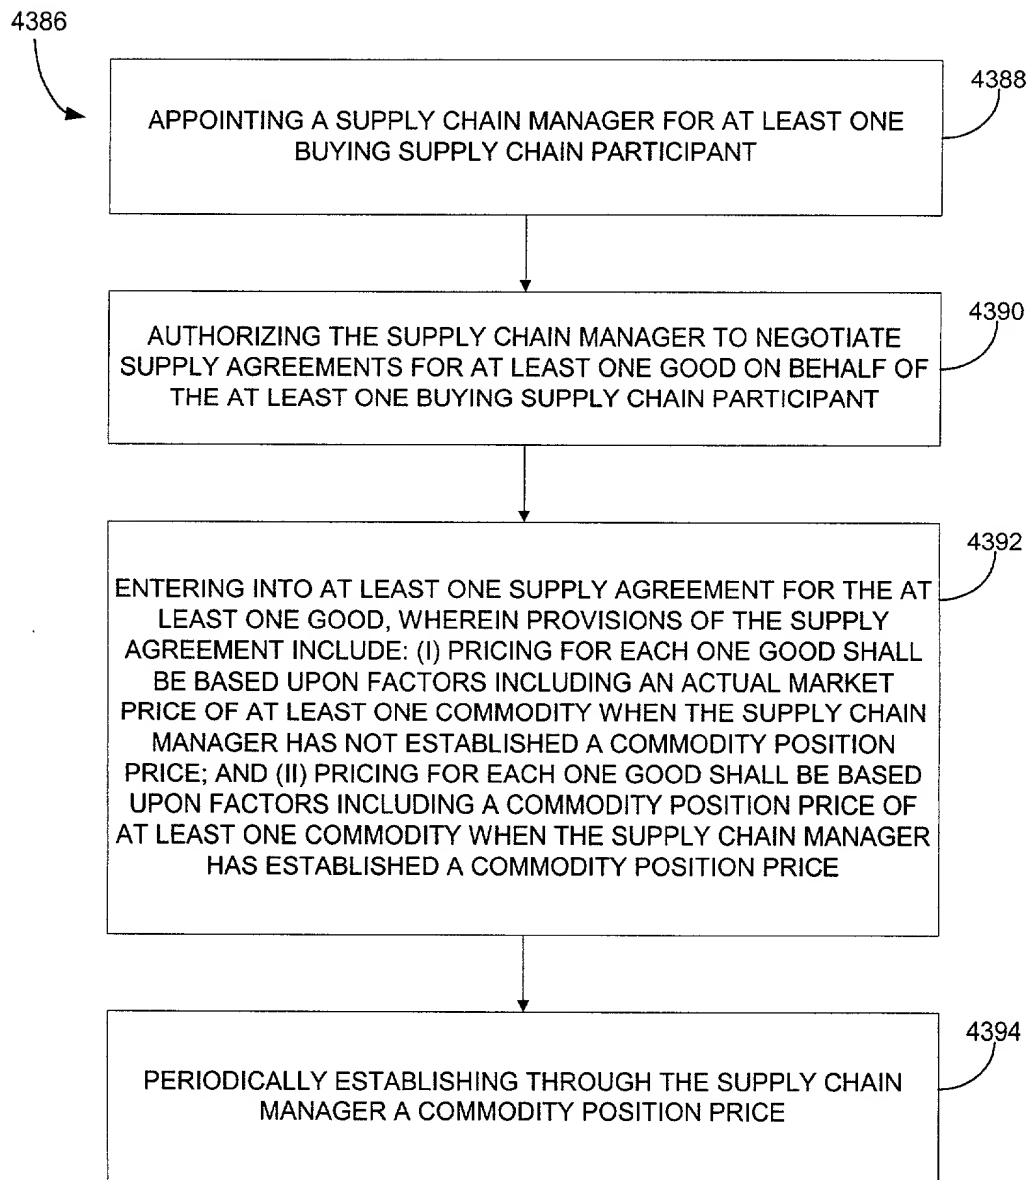 4386
4388
APPOINTING A SUPPLY CHAIN MANAGER FOR AT LEAST ONE
BUYING SUPPLY CHAIN PARTICIPANT
4390
AUTHORIZING THE SUPPLY CHAIN MANAGER TO NEGOTIATE
SUPPLY AGREEMENTS FOR AT LEAST ONE GOOD ON BEHALF OF
THE AT LEAST ONE BUYING SUPPLY CHAIN PARTICIPANT
4392
ENTERING INTO AT LEAST ONE SUPPLY AGREEMENT FOR THE AT
LEAST ONE GOOD, WHEREIN PROVISIONS OF THE SUPPLY
AGREEMENT INCLUDE: (I) PRICING FOR EACH ONE GOOD SHALL
BE BASED UPON FACTORS INCLUDING AN ACTUAL MARKET
PRICE OF AT LEAST ONE COMMODITY WHEN THE SUPPLY CHAIN
MANAGER HAS NOT ESTABLISHED A COMMODITY POSITION
PRICE; AND (II) PRICING FOR EACH ONE GOOD SHALL BE BASED
UPON FACTORS INCLUDING A COMMODITY POSITION PRICE OF
AT LEAST ONE COMMODITY WHEN THE SUPPLY CHAIN MANAGER
HAS ESTABLISHED A COMMODITY POSITION PRICE
4394
PERIODICALLY ESTABLISHING THROUGH THE SUPPLY CHAIN
MANAGER A COMMODITY POSITION PRICE